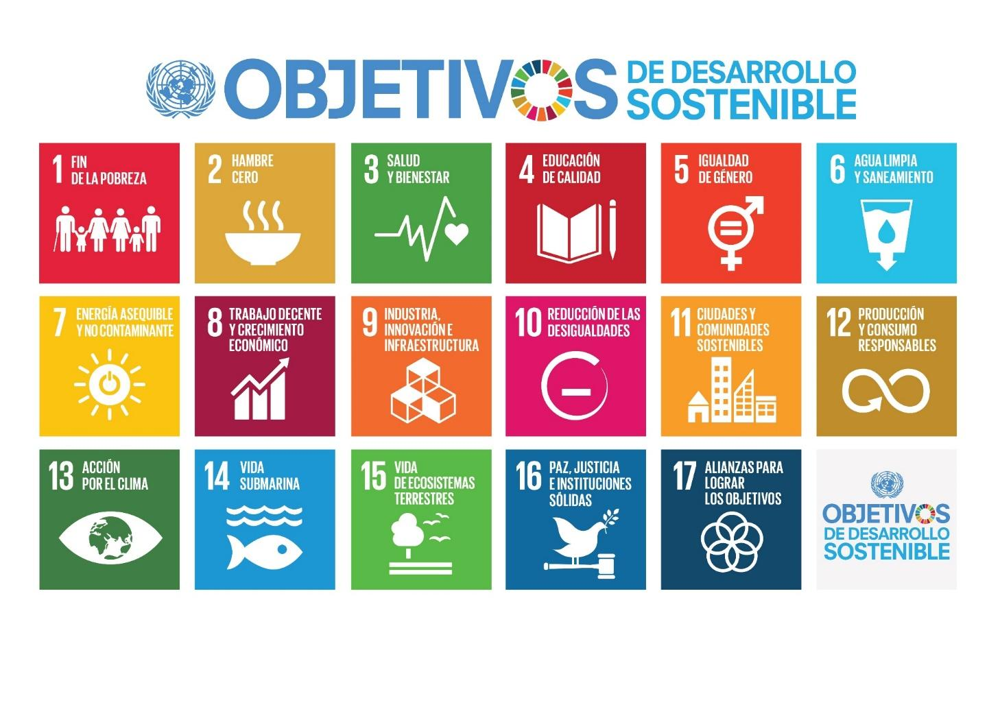 OBJETIVOS DE DESARROLLO
SOSTENIBLE
1 FIN
DE LA POBREZA
2 HAMBRE
CERO
3 SALUD
Y BIENESTAR
4 EDUCACIÓN
DE CALIDAD
5 IGUALDAD
DE GÉNERO
6 AGUA LIMPIA
Y SANEAMIENTO
7 ENERGÍA ASEQUIBLE
Y NO CONTAMINANTE
8 TRABAJO DECENTE
Y CRECIMIENTO
ECONÓMICO
9 INDUSTRIA,
INNOVACIÓN E
INFRAESTRUCTURA
10 REDUCCIÓN DE LAS
DESIGUALDADES
11 CIUDADES Y
COMUNIDADES
SOSTENIBLES
12 PRODUCCIÓN
Y CONSUMO
RESPONSABLES
13 ACCIÓN
POR EL CLIMA
14 VIDA
SUBMARINA
15 VIDA
DE ECOSISTEMAS
TERRESTRES
16 PAZ, JUSTICIA
E INSTITUCIONES
SÓLIDAS
17 ALIANZAS PARA
LOGRAR
LOS OBJETIVOS
OBJETIVOS
DE DESARROLLO
SOSTENIBLE